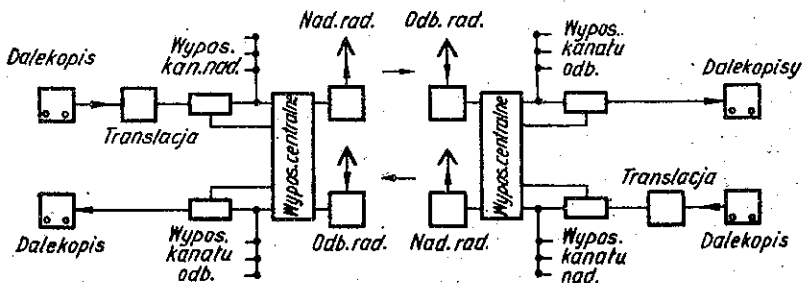 Nad.rad.
Odb.rad.
Wypos.
kan.nad.
Wypos.
kanału
odb.
Dalekopis
Dalekopisy
Translacja
Wypos.centralne
Wypos.centralne
Translacja
Dalekopis
Wypos.
kanału
odb.
Odb.rad.
Nad.rad.
Wypos.
kanału
nad.
Dalekopis